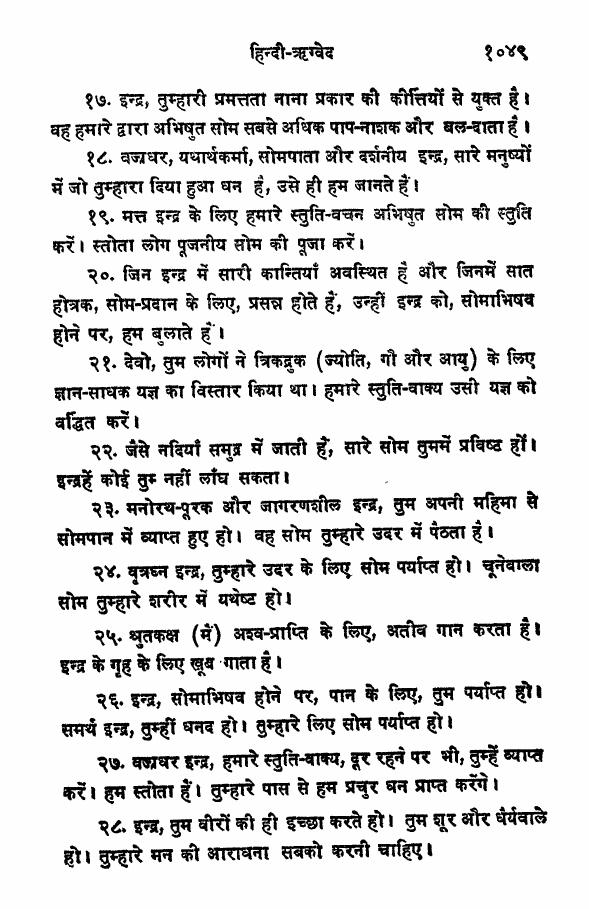 हिन्दी-ऋग्वेद १०४९
१७. इन्द्र, तुम्हारी प्रमत्तता नाना प्रकार की कीर्त्तियों से युक्त है।
वह हमारे द्वारा अभिषुत सोम सबसे अधिक पाप-नाशक और बल-दाता है।
१८. वज्रधर, यथार्थकर्मा, सोमपाता और दर्शनीय इन्द्र, सारे मनुष्यों
में जो तुम्हारा दिया हुआ धन है, उसे ही हम जानते हैं।
१९. मत्त इन्द्र के लिए हमारे स्तुति-वचन अभिषुत सोम की स्तुति
करें। स्तोता लोग पूजनीय सोम की पूजा करें।
२०. जिन इन्द्र में सारी कान्तियाँ अवस्थित हैं और जिनमें सात
होत्रक, सोम-प्रदान के लिए, प्रसन्न होते हैं, उन्हीं इन्द्र को, सोमाभिषव
होने पर, हम बुलाते हैं।
२१. देवो, तुम लोगों ने त्रिकद्रुक (ज्योति, गौ और आयु) के लिए
ज्ञान-साधक यज्ञ का विस्तार किया था। हमारे स्तुति-वाक्य उसी यज्ञ को
वर्द्धित करें।
२२. जैसे नदियाँ समुद्र में जाती हैं, सारे सोम तुममें प्रविष्ट हों।
इन्द्रहें कोई तुम नहीं लाँघ सकता।
२३. मनोरथ-पूरक और जागरणशील इन्द्र, तुम अपनी महिमा से
सोमपान में व्याप्त हुए हो। वह सोम तुम्हारे उदर में पैठता है।
२४. वृत्रघ्न इन्द्र, तुम्हारे उदर के लिए सोम पर्याप्त हो। चूनेवाला
सोम तुम्हारे शरीर में यथेष्ट हो।
२५. श्रुतकक्ष (मैं) अश्व-प्राप्ति के लिए, अतीव गान करता है।
इन्द्र के गृह के लिए खूब गाता है।
२६. इन्द्र, सोमाभिषव होने पर, पान के लिए, तुम पर्याप्त हो।
समर्थ इन्द्र, तुम्हीं धनद हो। तुम्हारे लिए सोम पर्याप्त हो।
२७. वज्रधर इन्द्र, हमारे स्तुति-वाक्य, दूर रहने पर भी, तुम्हें व्याप्त
करें। हम स्तोता हैं। तुम्हारे पास से हम प्रचुर धन प्राप्त करेंगे।
२८. इन्द्र, तुम वीरों की ही इच्छा करते हो। तुम शूर और धैर्यवाले
हो। तुम्हारे मन की आराधना सबको करनी चाहिए।